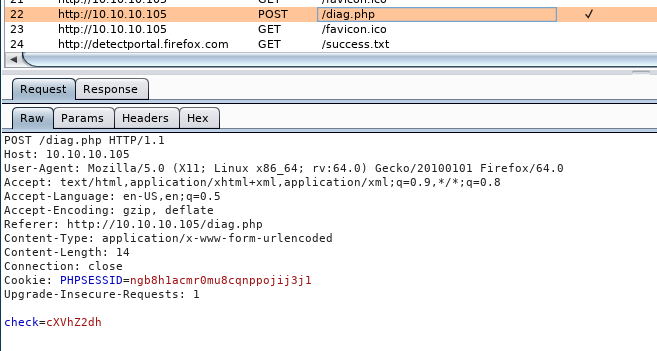 21 http://10.10.10.105 GET /favicon.ico
22 http://10.10.10.105 POST /diag.php ✓
23 http://10.10.10.105 GET /favicon.ico
24 http://detectportal.firefox.com GET /success.txt
Request Response
Raw Params Headers Hex
POST /diag.php HTTP/1.1
Host: 10.10.10.105
User-Agent: Mozilla/5.0 (X11; Linux x86_64; rv:64.0) Gecko/20100101 Firefox/64.0
Accept: text/html,application/xhtml+xml,application/xml;q=0.9,*/*;q=0.8
Accept-Language: en-US,en;q=0.5
Accept-Encoding: gzip, deflate
Referer: http://10.10.10.105/diag.php
Content-Type: application/x-www-form-urlencoded
Content-Length: 14
Connection: close
Cookie: PHPSESSID=ngb8h1acmr0mu8cqnppojij3j1
Upgrade-Insecure-Requests: 1
check=cXVhZ2dh